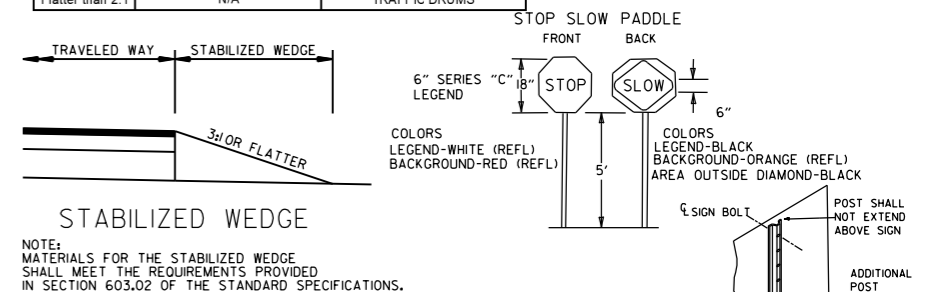 Flatter than 2:1 N/A TRAFFIC DRUMS
STOP SLOW PADDLE
FRONT BACK
TRAVELED WAY STABILIZED WEDGE
6" SERIES "C"
LEGEND
18"
STOP
SLOW
6"
3:1 OR FLATTER
COLORS
LEGEND-WHITE (REFL)
BACKGROUND-RED (REFL)
5'
COLORS
LEGEND-BLACK
BACKGROUND-ORANGE (REFL)
AREA OUTSIDE DIAMOND-BLACK
STABILIZED WEDGE
NOTE:
MATERIALS FOR THE STABILIZED WEDGE
SHALL MEET THE REQUIREMENTS PROVIDED
IN SECTION 603.02 OF THE STANDARD SPECIFICATIONS.
℄ SIGN BOLT
POST SHALL
NOT EXTEND
ABOVE SIGN
ADDITIONAL
POST